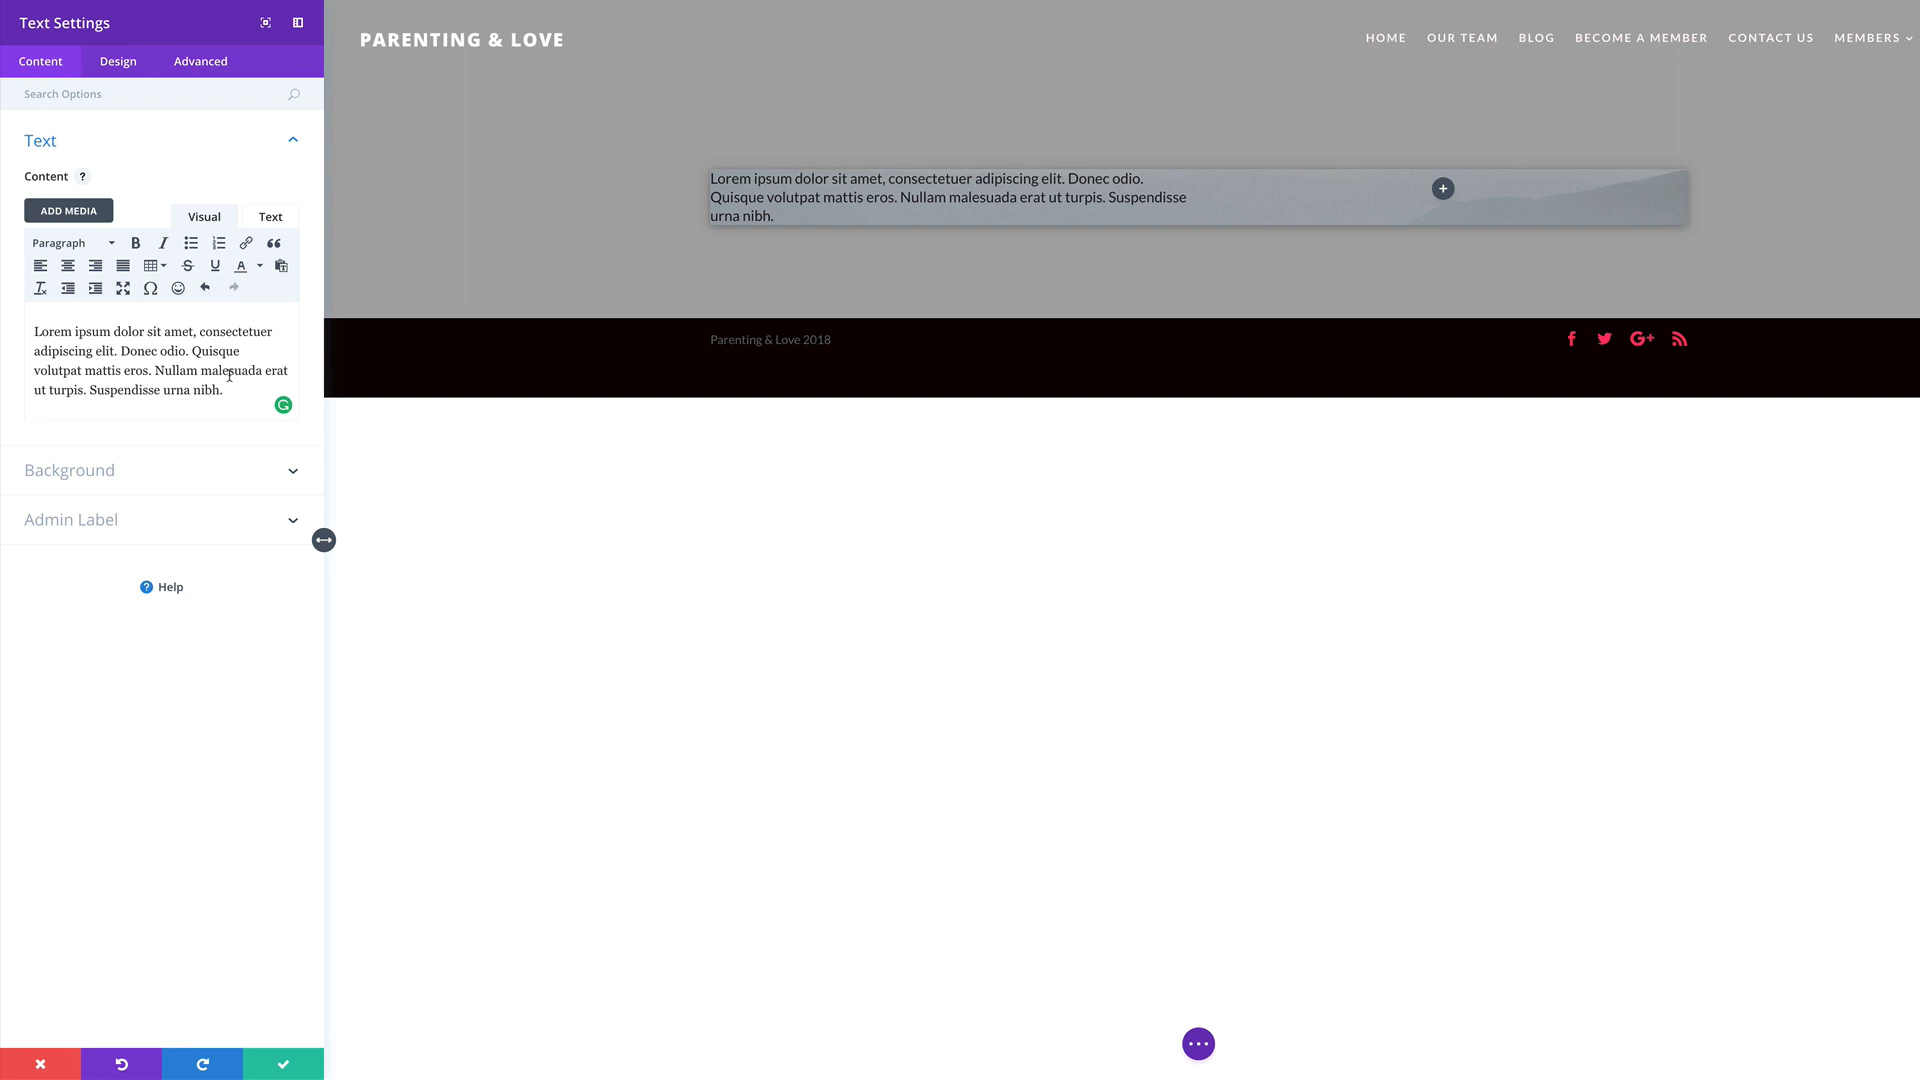 Text Settings
Content Design Advanced
Search Options
Text
Content ?
ADD MEDIA
Visual Text
Paragraph
Lorem ipsum dolor sit amet, consectetuer
adipiscing elit. Donec odio. Quisque
volutpat mattis eros. Nullam malesuada erat
ut turpis. Suspendisse urna nibh.
Background
Admin Label
? Help
PARENTING & LOVE
HOME OUR TEAM BLOG BECOME A MEMBER CONTACT US MEMBERS
Lorem ipsum dolor sit amet, consectetuer adipiscing elit. Donec odio.
Quisque volutpat mattis eros. Nullam malesuada erat ut turpis. Suspendisse
urna nibh.
Parenting & Love 2018